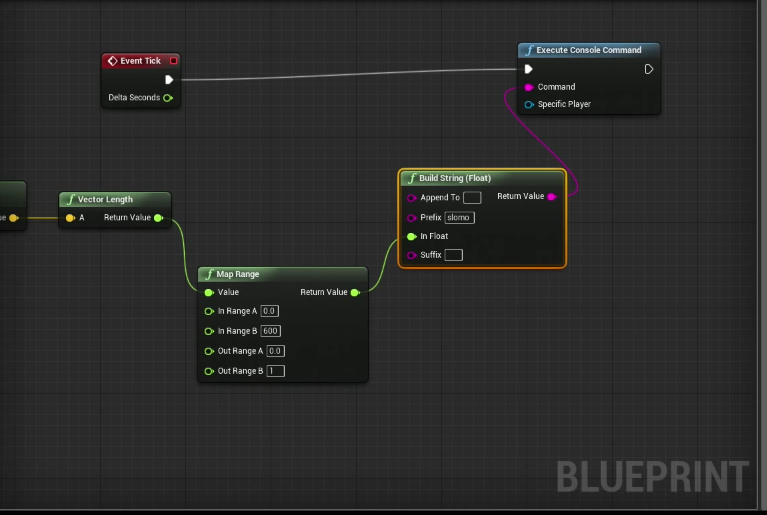 Event Tick
Delta Seconds
Execute Console Command
Command
Specific Player
Vector Length
A Return Value
Build String (Float)
Append To Return Value
Prefix slomo
In Float
Suffix
Map Range
Value Return Value
In Range A 0.0
In Range B 600
Out Range A 0.0
Out Range B 1
BLUEPRINT